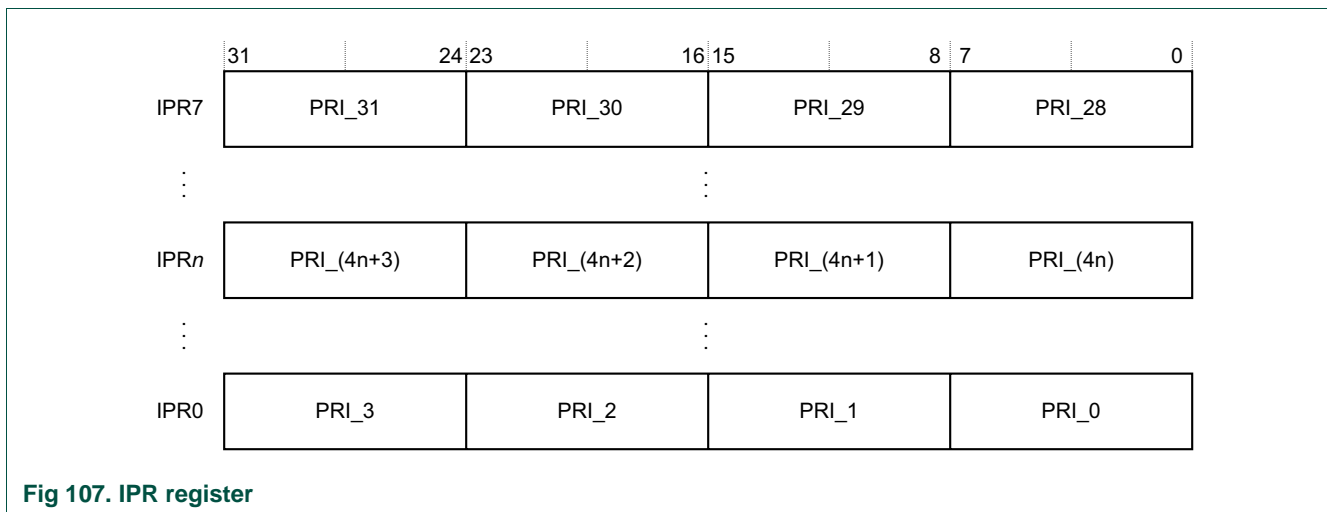 31 24 23 16 15 8 7 0
IPR7 PRI_31 PRI_30 PRI_29 PRI_28
IPRn PRI_(4n+3) PRI_(4n+2) PRI_(4n+1) PRI_(4n)
IPR0 PRI_3 PRI_2 PRI_1 PRI_0
Fig 107. IPR register